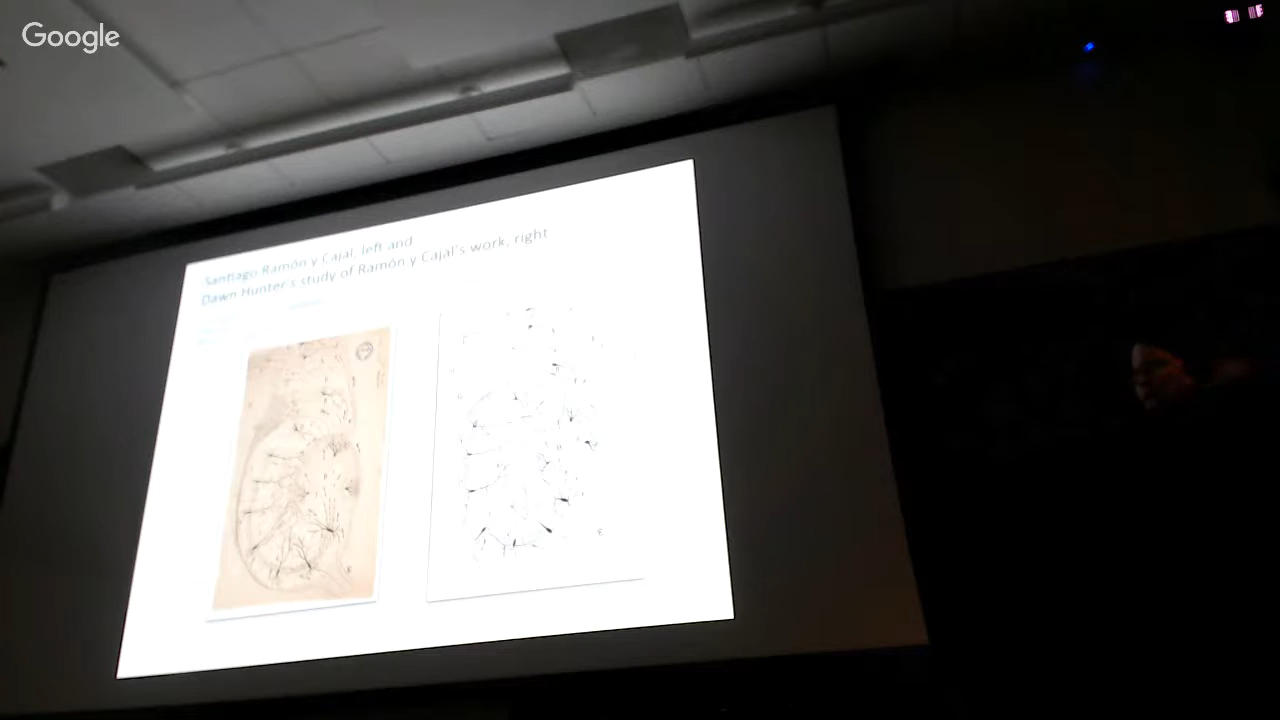 Google
Santiago Ramón y Cajal, left and
Dawn Hunter's study of Ramón y Cajal's work, right